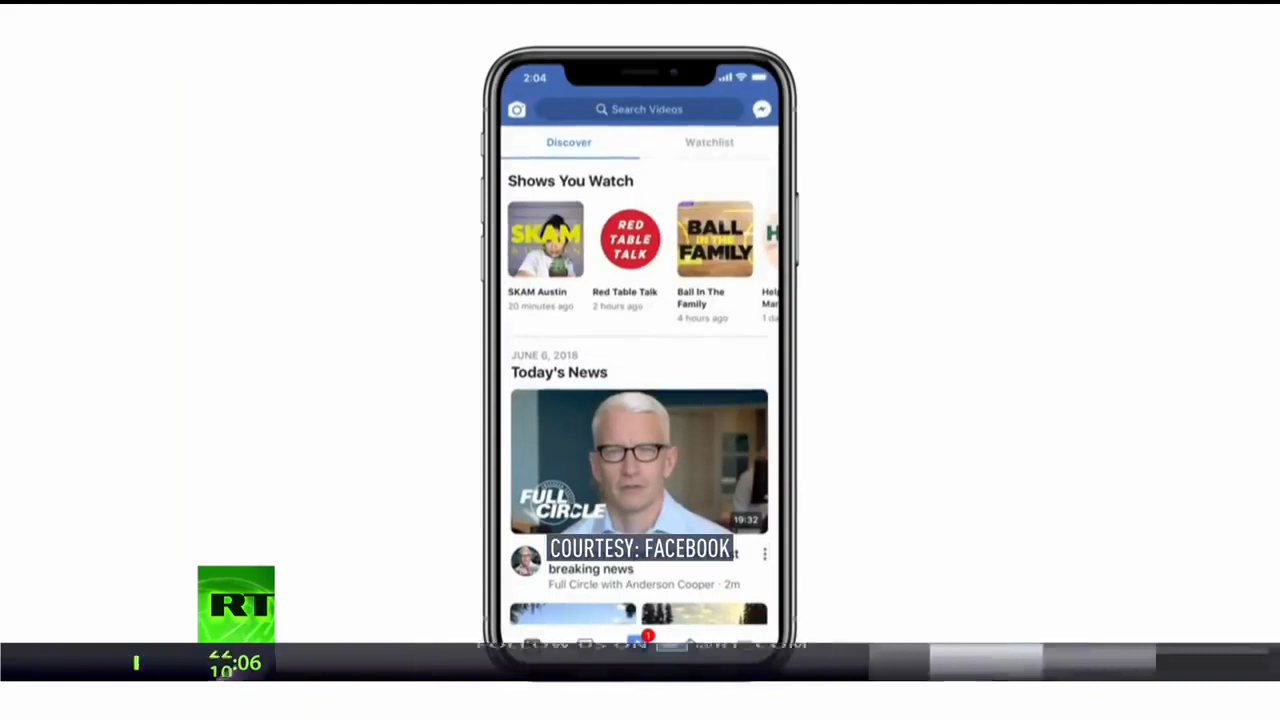 2:04
Search Videos
Discover
Watchlist
Shows You Watch
SKAM
RED
TABLE
TALK
BALL
IN THE
FAMILY
SKAM Austin
20 minutes ago
Red Table Talk
2 hours ago
Ball In The
Family
4 hours ago
JUNE 6, 2018
Today's News
FULL
CIRCLE
19:32
COURTESY: FACEBOOK
breaking news
Full Circle with Anderson Cooper · 2m
1
RT
:06